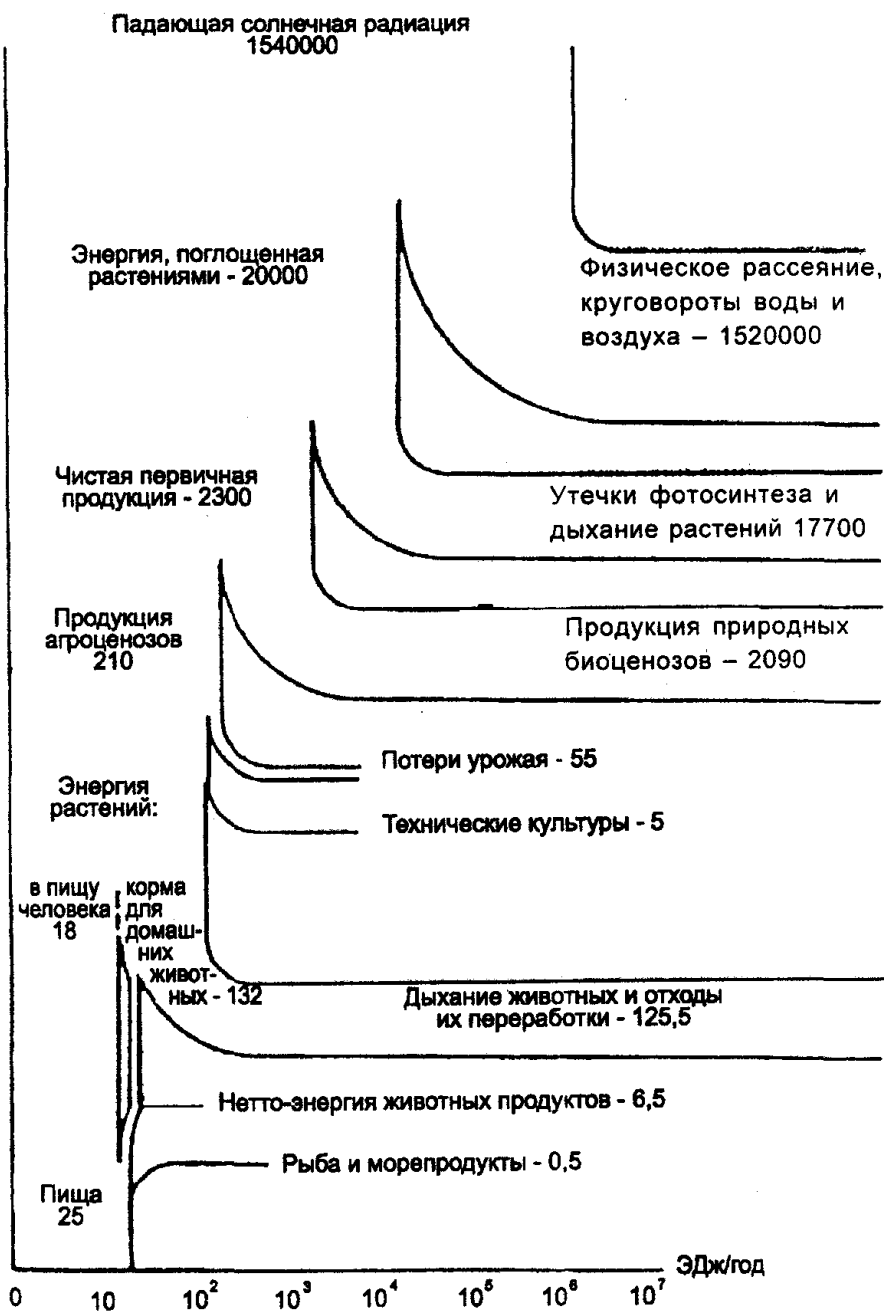 Падающая солнечная радиация
1540000
Энергия, поглощенная
растениями - 20000
Физическое рассеяние,
круговороты воды и
воздуха – 1520000
Чистая первичная
продукция - 2300
Утечки фотосинтеза и
дыхание растений 17700
Продукция
агроценозов
210
Продукция природных
биоценозов – 2090
Потери урожая - 55
Энергия
растений:
Технические культуры - 5
в пищу
человека
18
корма
для
домаш-
них
живот-
ных - 132
Дыхание животных и отходы
их переработки - 125,5
Нетто-энергия животных продуктов - 6,5
Рыба и морепродукты - 0,5
Пища
25
ЭДж/год
0 10 10² 10³ 10⁴ 10⁵ 10⁶ 10⁷